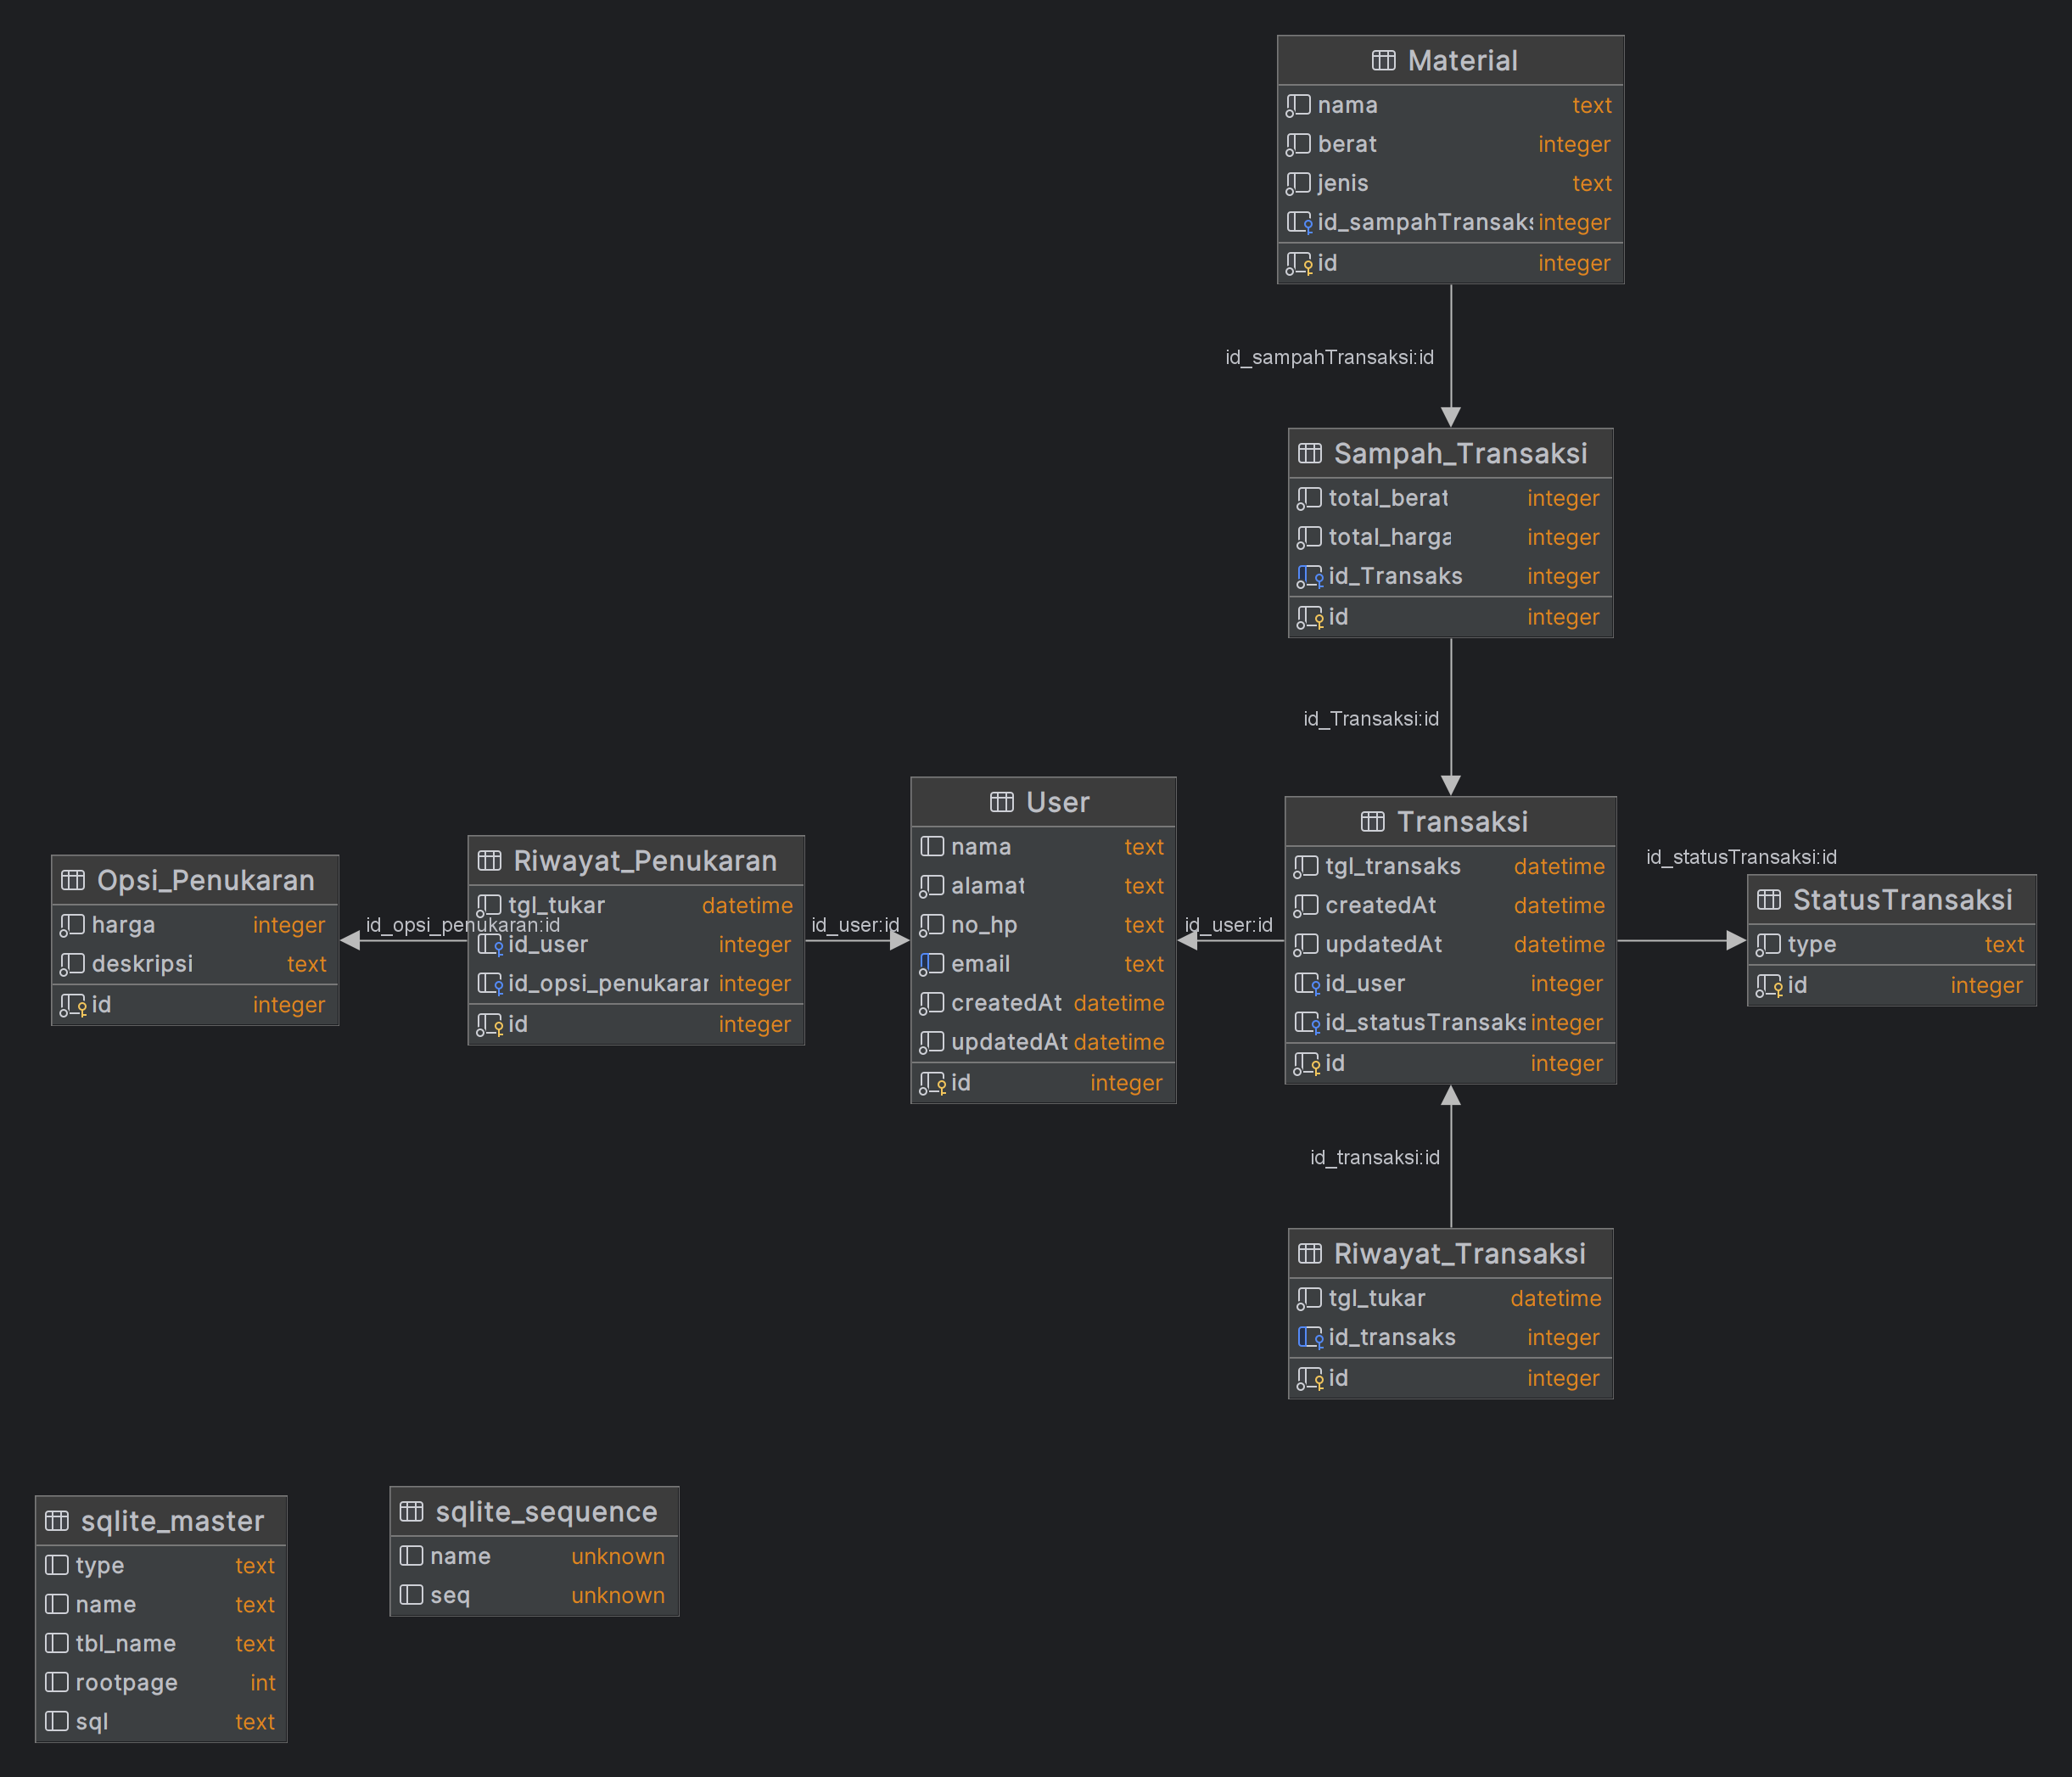 Material
nama text
berat integer
jenis text
id_sampahTransaks integer
id integer
id_sampahTransaksi:id
Sampah_Transaksi
total_berat integer
total_harga integer
id_Transaks integer
id integer
id_Transaksi:id
User
nama text
alamat text
no_hp text
email text
createdAt datetime
updatedAt datetime
id integer
Transaksi
tgl_transaks datetime
createdAt datetime
updatedAt datetime
id_user integer
id_statusTransaks integer
id integer
id_statusTransaksi:id
StatusTransaksi
type text
id integer
Opsi_Penukaran
harga integer
deskripsi text
id integer
id_opsi_penukaran:id
Riwayat_Penukaran
tgl_tukar datetime
id_user integer
id_opsi_penukaran integer
id integer
id_user:id
id_user:id
id_transaksi:id
Riwayat_Transaksi
tgl_tukar datetime
id_transaks integer
id integer
sqlite_master
type text
name text
tbl_name text
rootpage int
sql text
sqlite_sequence
name unknown
seq unknown